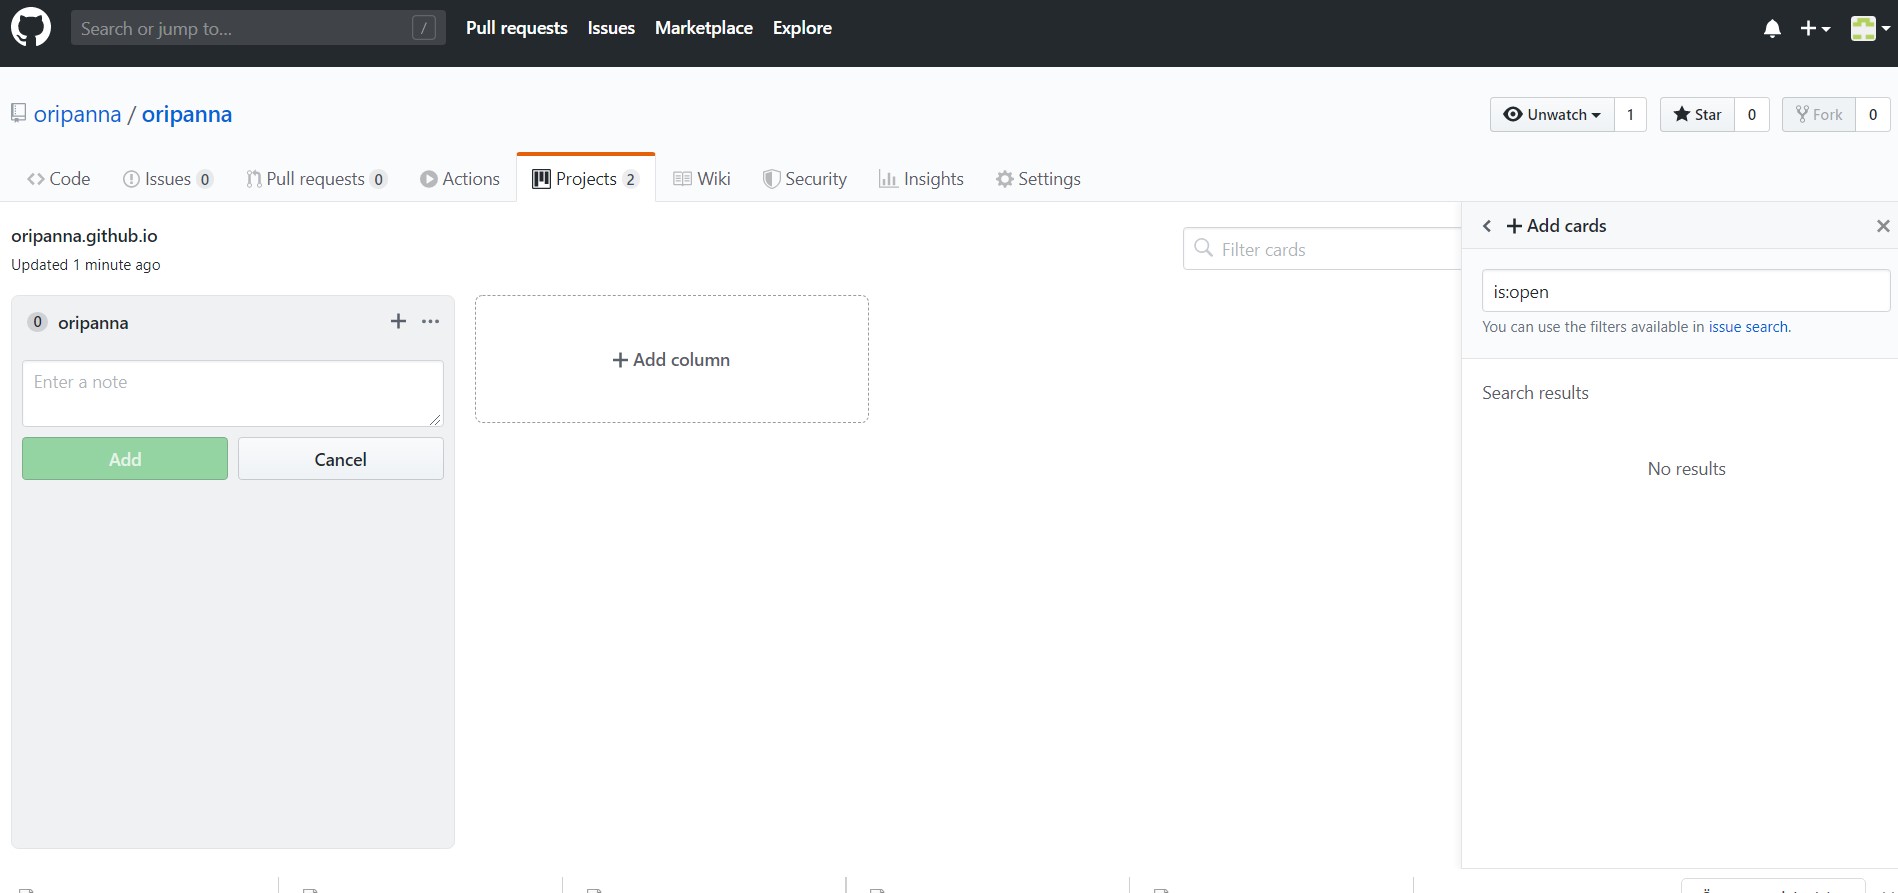 Search or jump to... /
Pull requests Issues Marketplace Explore
oripanna / oripanna
Unwatch 1 Star 0 Fork 0
Code Issues 0 Pull requests 0 Actions Projects 2 Wiki Security Insights Settings
oripanna.github.io
Updated 1 minute ago
Filter cards
0 oripanna
Enter a note
Add Cancel
Add column
Add cards
is:open
You can use the filters available in issue search.
Search results
No results